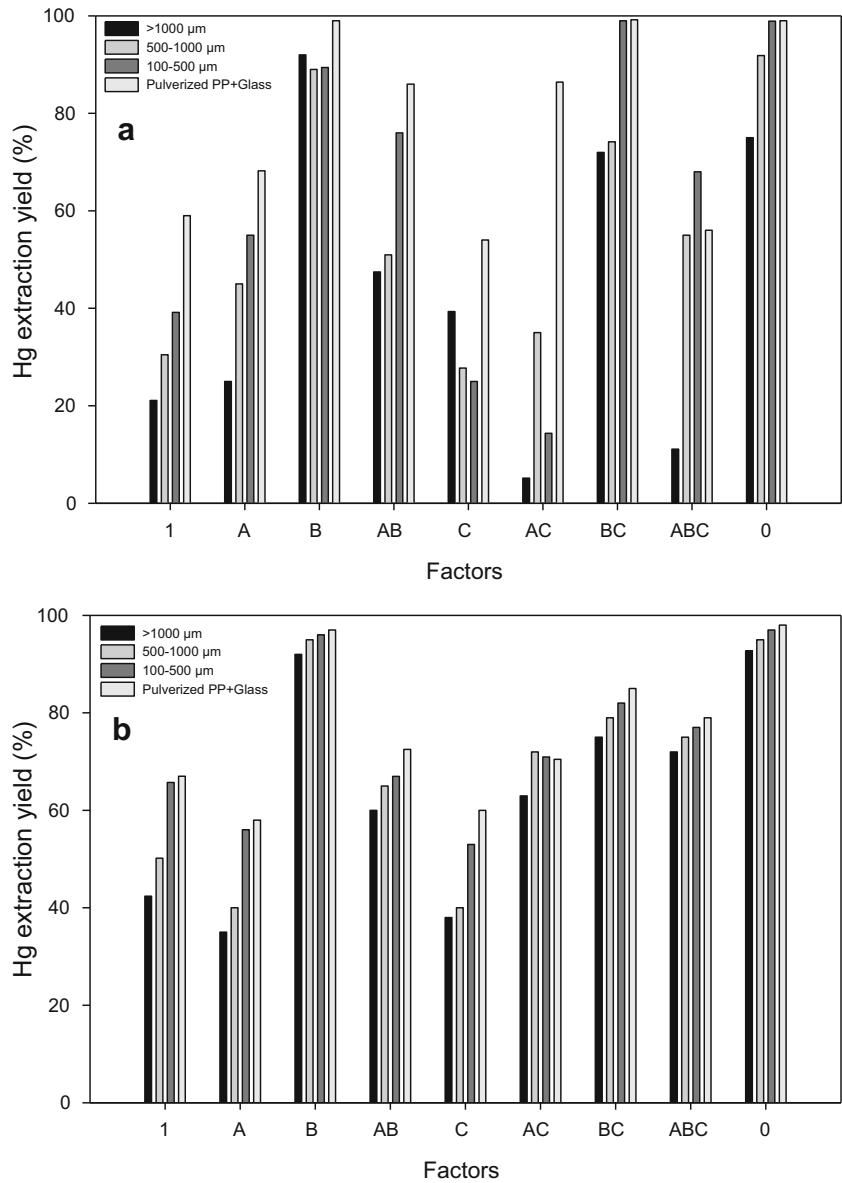 100
>1000 µm
500-1000 µm
100-500 µm
Pulverized PP+Glass
80
a
60
40
20
0
Hg extraction yield (%)
1 A B AB C AC BC ABC 0
Factors
100
>1000 µm
500-1000 µm
100-500 µm
Pulverized PP+Glass
80
b
60
40
20
0
Hg extraction yield (%)
1 A B AB C AC BC ABC 0
Factors